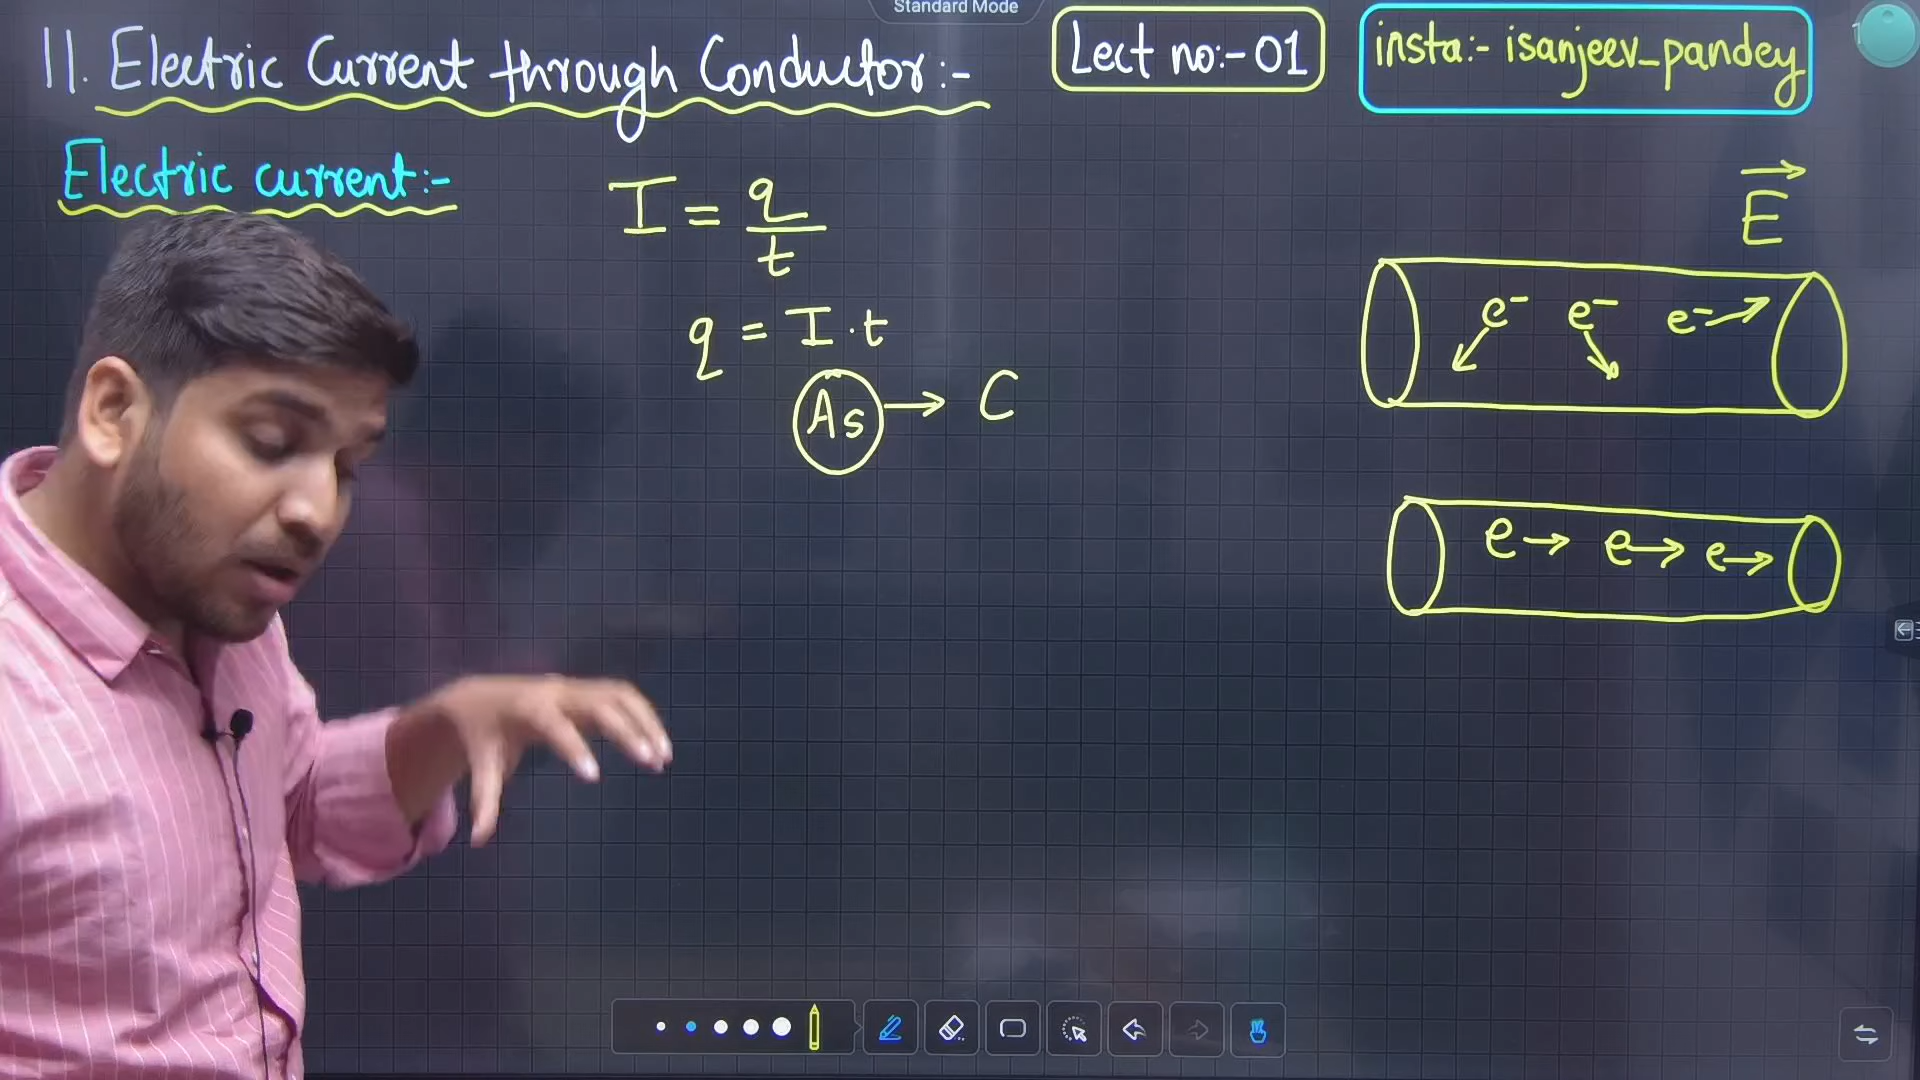 Standard Mode
11. Electric Current through Conductor:-
Lect no:-01
insta:- isanjeev_pandey
Electric current:-
I = q/t
q = I.t
As → C
E
e⁻ e⁻ e⁻
e→ e→ e→